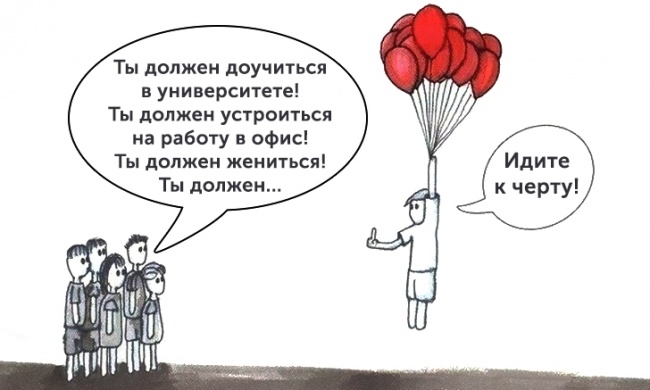 Ты должен доучиться
в университете!
Ты должен устроиться
на работу в офис!
Ты должен жениться!
Ты должен...
Идите
к черту!